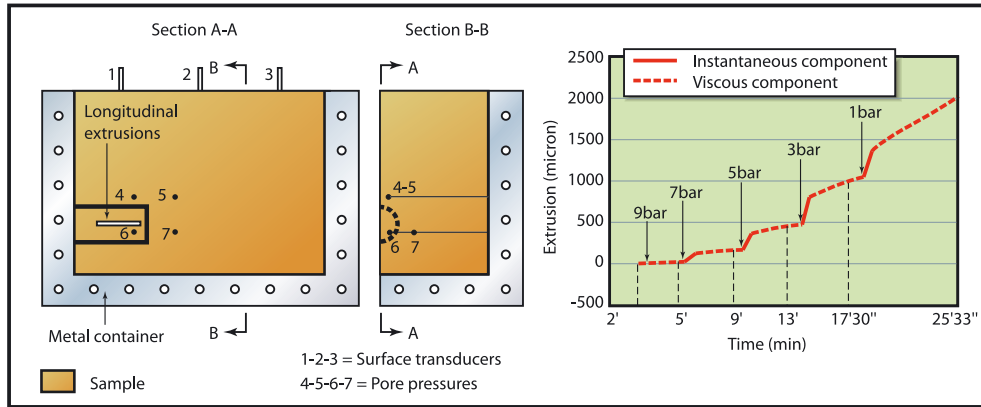 Section A-A
B
1
2
3
Longitudinal
extrusions
4
5
6
7
Metal container
B
Sample
Section B-B
A
4-5
6
7
A
1-2-3 = Surface transducers
4-5-6-7 = Pore pressures
Instantaneous component
Viscous component
Extrusion (micron)
2500
2000
1500
1000
500
0
-500
9bar
7bar
5bar
3bar
1bar
2'
5'
9'
13'
17'30"
25'33"
Time (min)